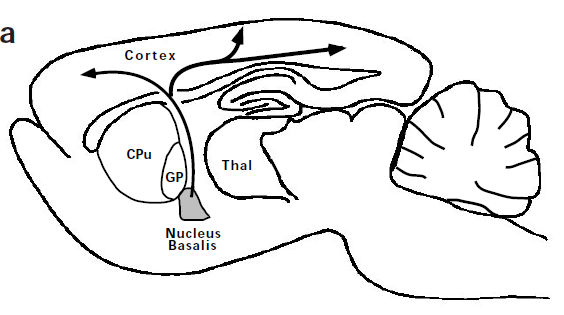 a
Cortex
CPu
GP
Thal
Nucleus
Basalis